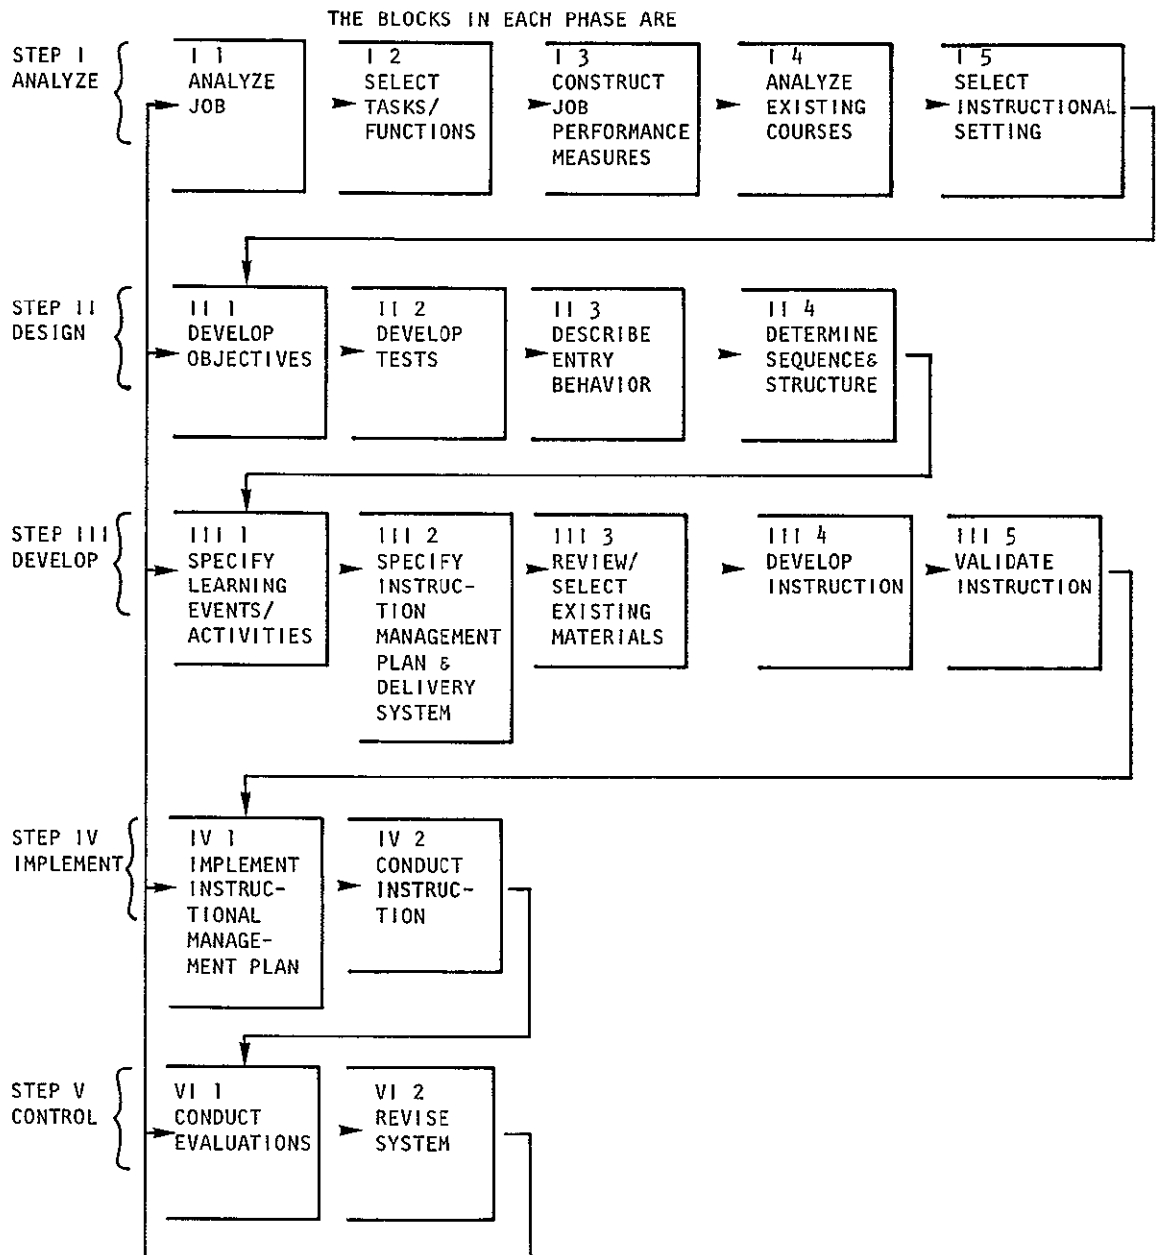 THE BLOCKS IN EACH PHASE ARE
STEP I
ANALYZE
I 1
ANALYZE
JOB
I 2
SELECT
TASKS/
FUNCTIONS
I 3
CONSTRUCT
JOB
PERFORMANCE
MEASURES
I 4
ANALYZE
EXISTING
COURSES
I 5
SELECT
INSTRUCTIONAL
SETTING
STEP II
DESIGN
II 1
DEVELOP
OBJECTIVES
II 2
DEVELOP
TESTS
II 3
DESCRIBE
ENTRY
BEHAVIOR
II 4
DETERMINE
SEQUENCE&
STRUCTURE
STEP III
DEVELOP
III 1
SPECIFY
LEARNING
EVENTS/
ACTIVITIES
III 2
SPECIFY
INSTRUC-
TION
MANAGEMENT
PLAN &
DELIVERY
SYSTEM
III 3
REVIEW/
SELECT
EXISTING
MATERIALS
III 4
DEVELOP
INSTRUCTION
III 5
VALIDATE
INSTRUCTION
STEP IV
IMPLEMENT
IV 1
IMPLEMENT
INSTRUC-
TIONAL
MANAGE-
MENT PLAN
IV 2
CONDUCT
INSTRUC-
TION
STEP V
CONTROL
VI 1
CONDUCT
EVALUATIONS
VI 2
REVISE
SYSTEM